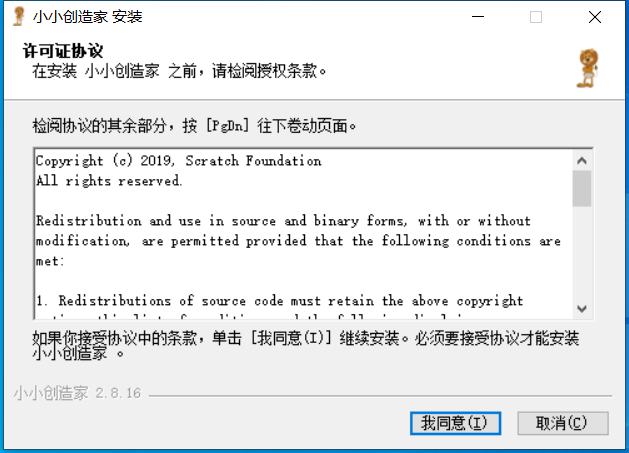 小小创造家 安装
许可证协议
在安装 小小创造家 之前，请检阅授权条款。
检阅协议的其余部分，按 [PgDn] 往下卷动页面。
Copyright (c) 2019, Scratch Foundation
All rights reserved.
Redistribution and use in source and binary forms, with or without
modification, are permitted provided that the following conditions are
met:
1. Redistributions of source code must retain the above copyright
如果你接受协议中的条款，单击 [我同意(I)] 继续安装。必须要接受协议才能安装
小小创造家 。
小小创造家 2.8.16
我同意(I)
取消(C)